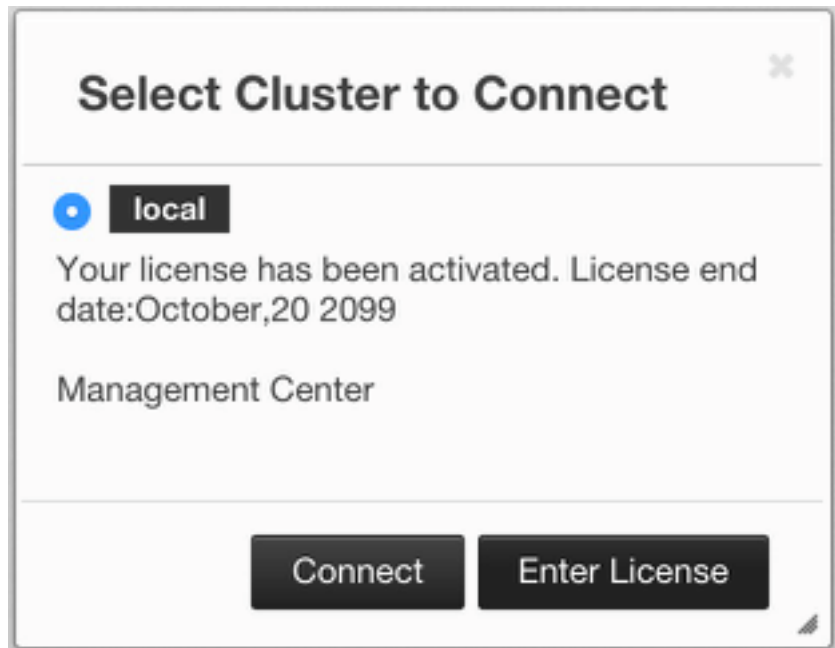 Select Cluster to Connect
local
Your license has been activated. License end
date:October,20 2099
Management Center
Connect
Enter License